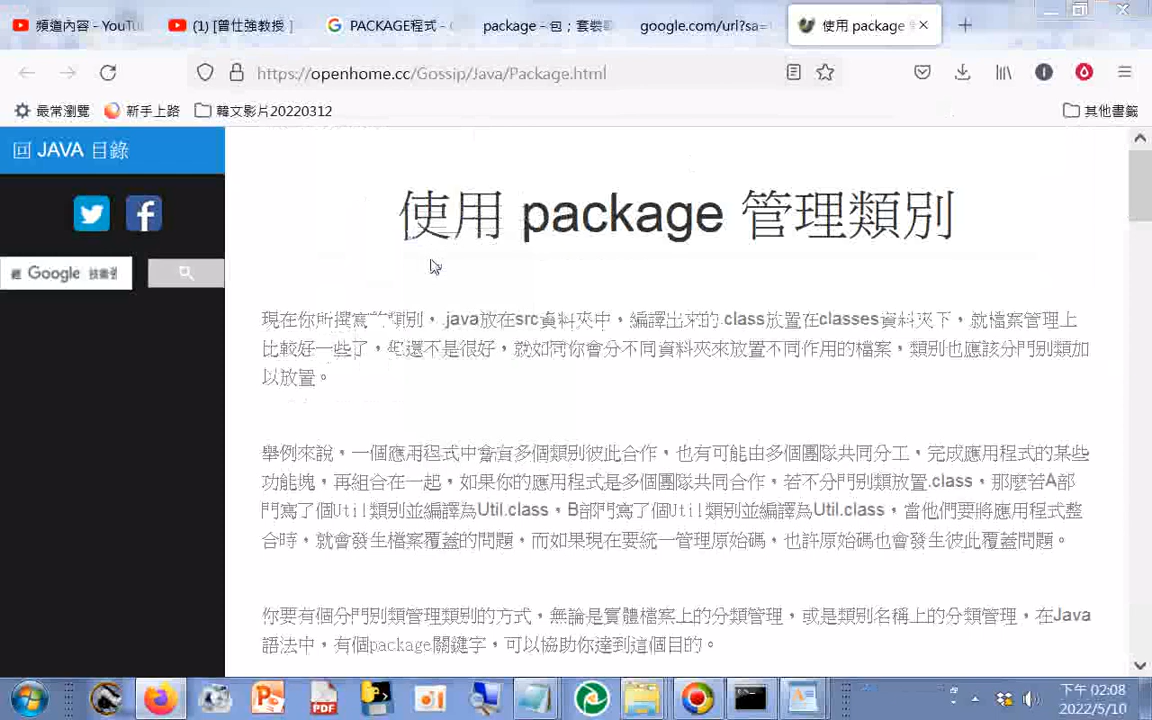 頻道內容 - YouTu
(1) [曾仕強教授 ]
PACKAGE程式 -
package - 包；套裝
google.com/url?sa=
使用 package
https://openhome.cc/Gossip/Java/Package.html
最常瀏覽
新手上路
韓文影片20220312
其他書籤
回 JAVA 目錄
Google
使用 package 管理類別
現在你所撰寫的類別，.java放在src資料夾中，編譯出來的.class放置在classes資料夾下，就檔案管理上
比較好一些了，但還不是很好，就如同你會分不同資料夾來放置不同作用的檔案，類別也應該分門別類加
以放置。
舉例來說，一個應用程式中會有多個類別彼此合作，也有可能由多個團隊共同分工，完成應用程式的某些
功能塊，再組合在一起，如果你的應用程式是多個團隊共同合作，若不分門別類放置.class，那麼若A部
門寫了個Util類別並編譯為Util.class，B部門寫了個Util類別並編譯為Util.class，當他們要將應用程式整
合時，就會發生檔案覆蓋的問題，而如果現在要統一管理原始碼，也許原始碼也會發生彼此覆蓋問題。
你要有個分門別類管理類別的方式，無論是實體檔案上的分類管理，或是類別名稱上的分類管理，在Java
語法中，有個package關鍵字，可以協助你達到這個目的。
PDF
下午 02:08
2022/5/10